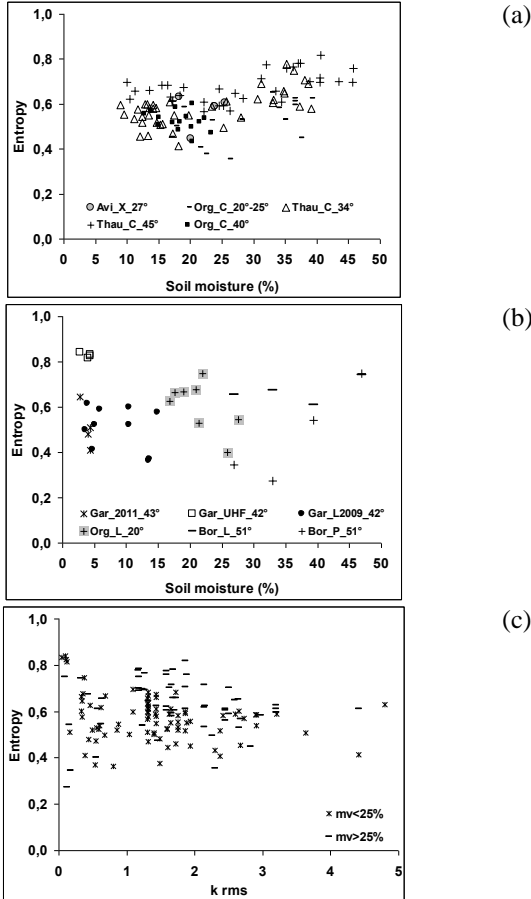 (a)
1,0
0,8
0,6
0,4
0,2
0,0
Entropy
Avi_X_27° Org_C_20°-25° Thau_C_34°
Thau_C_45° Org_C_40°
0 5 10 15 20 25 30 35 40 45 50
Soil moisture (%)
(b)
1,0
0,8
0,6
0,4
0,2
0,0
Entropy
Gar_2011_43° Gar_UHF_42° Gar_L2009_42°
Org_L_20° Bor_L_51° Bor_P_51°
0 5 10 15 20 25 30 35 40 45 50
Soil moisture (%)
(c)
1,0
0,8
0,6
0,4
0,2
0,0
Entropy
mv<25%
mv>25%
0 1 2 3 4 5
k rms